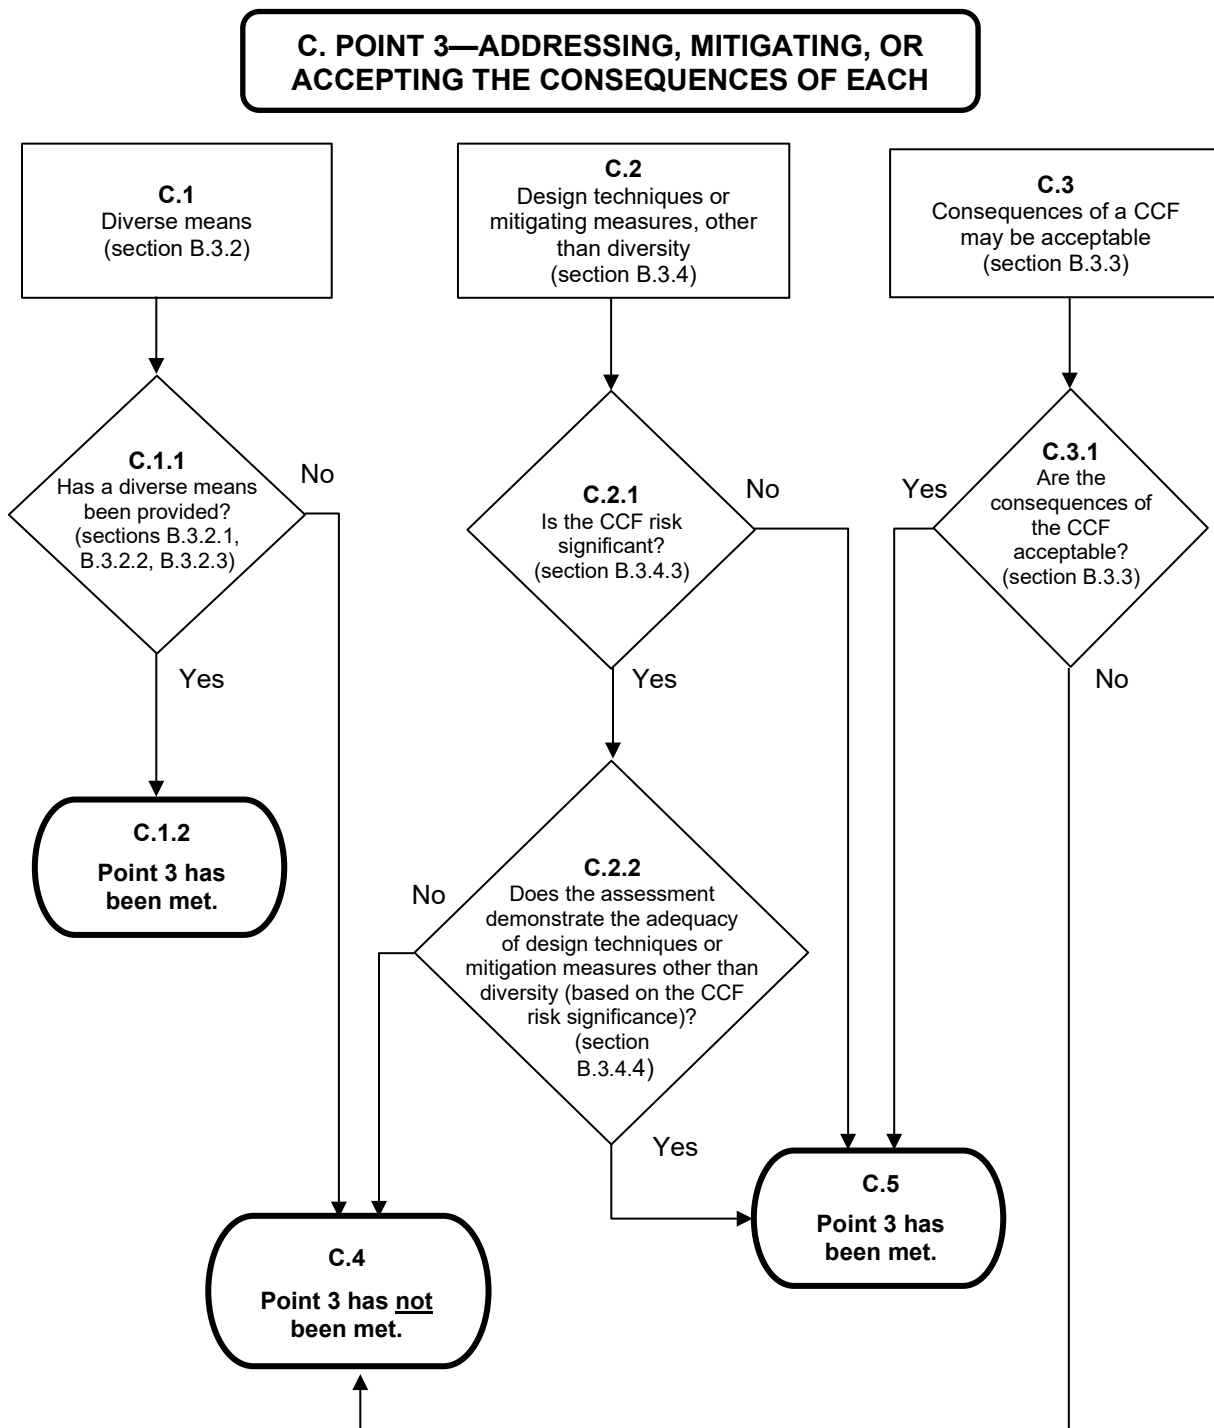 C. POINT 3—ADDRESSING, MITIGATING, OR
ACCEPTING THE CONSEQUENCES OF EACH
C.1
Diverse means
(section B.3.2)
C.2
Design techniques or
mitigating measures, other
than diversity
(section B.3.4)
C.3
Consequences of a CCF
may be acceptable
(section B.3.3)
C.1.1
Has a diverse means
been provided?
(sections B.3.2.1,
B.3.2.2, B.3.2.3)
No
Yes
C.1.2
Point 3 has
been met.
C.2.1
Is the CCF risk
significant?
(section B.3.4.3)
No
Yes
C.3.1
Are the
consequences of
the CCF
acceptable?
(section B.3.3)
Yes
No
C.2.2
Does the assessment
demonstrate the adequacy
of design techniques or
mitigation measures other than
diversity (based on the CCF
risk significance)?
(section
B.3.4.4)
No
Yes
C.4
Point 3 has not
been met.
C.5
Point 3 has
been met.